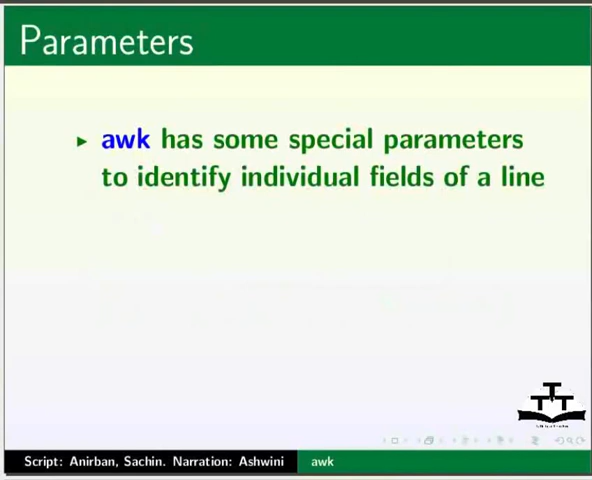 Parameters
awk has some special parameters
to identify individual fields of a line
Script: Anirban, Sachin. Narration: Ashwini
awk